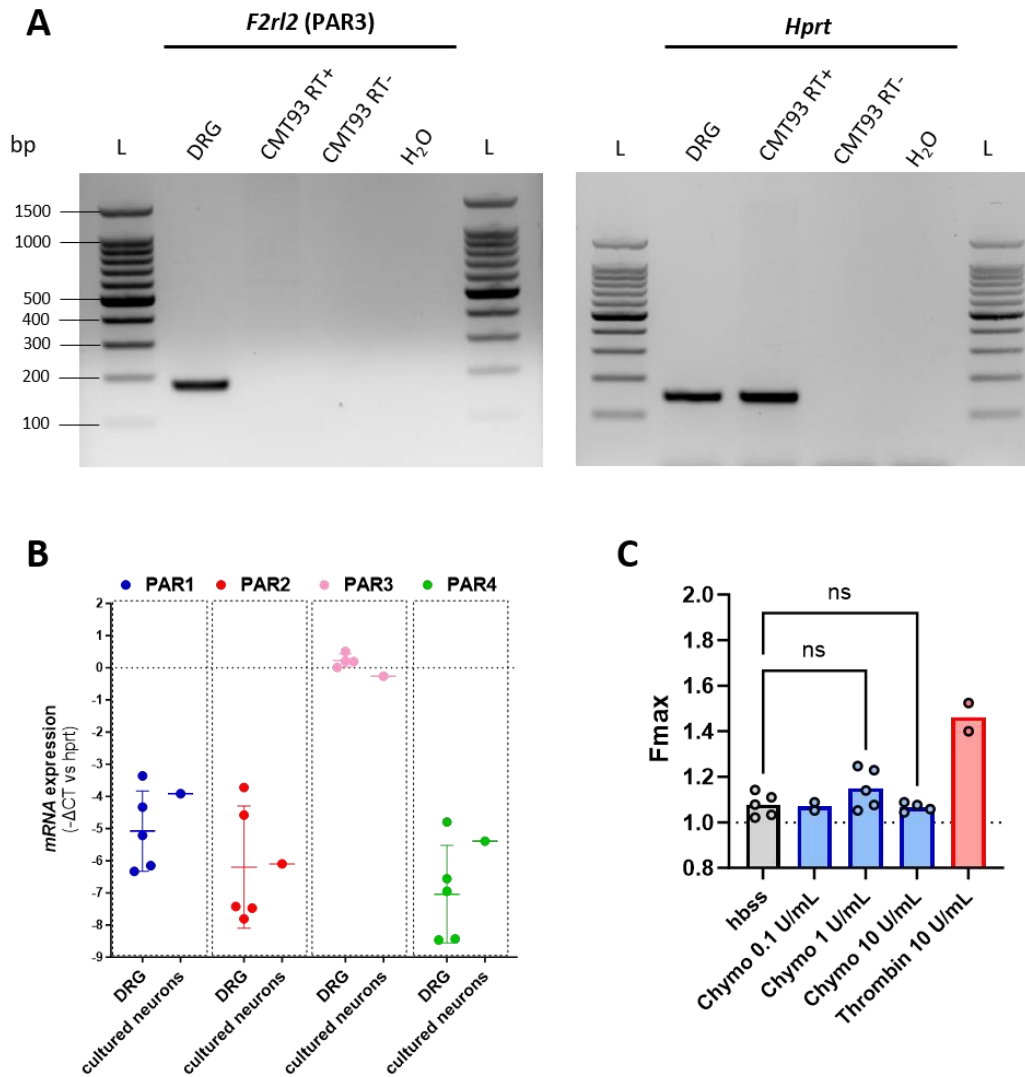 A
F2rl2 (PAR3)
Hprt
bp
L
DRG
CMT93 RT+
CMT93 RT-
H2O
L
L
DRG
CMT93 RT+
CMT93 RT-
H2O
L
1500
1000
500
400
300
200
100
B
PAR1
PAR2
PAR3
PAR4
mRNA expression
(-ΔCT vs hprt)
2
1
0
-1
-2
-3
-4
-5
-6
-7
-8
-9
DRG
cultured neurons
DRG
cultured neurons
DRG
cultured neurons
DRG
cultured neurons
C
Fmax
2.0
1.8
1.6
1.4
1.2
1.0
0.8
ns
ns
hbss
Chymo 0.1 U/mL
Chymo 1 U/mL
Chymo 10 U/mL
Thrombin 10 U/mL